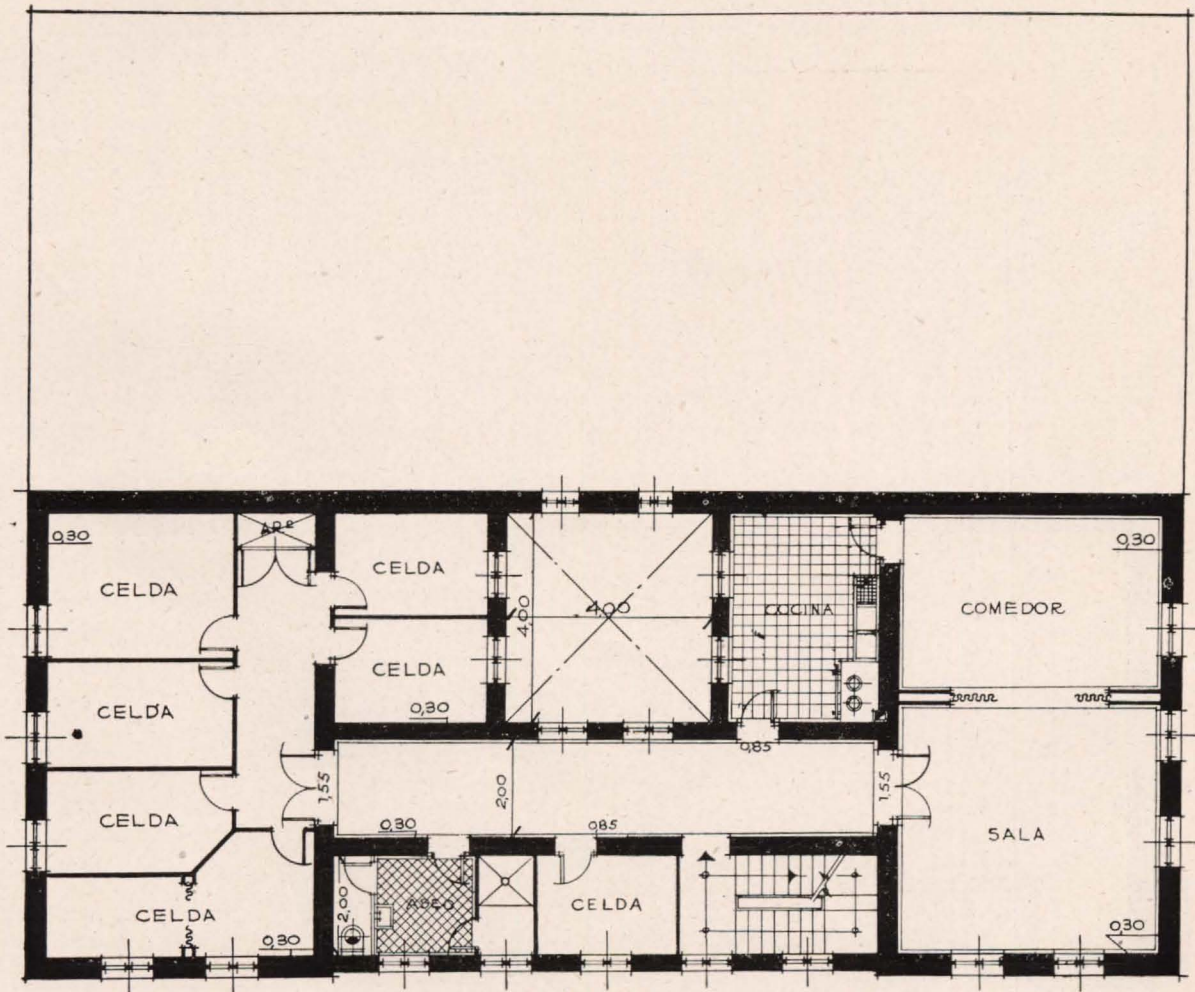 ARº
0,30
CELDA
CELDA
4,00
4,00
COCINA
COMEDOR
0,30
CELDA
CELDA
0,30
0,85
1,55
2,00
1,55
CELDA
0,30
0,85
SALA
CELDA
2,00
ASEO
CELDA
0,30
0,30